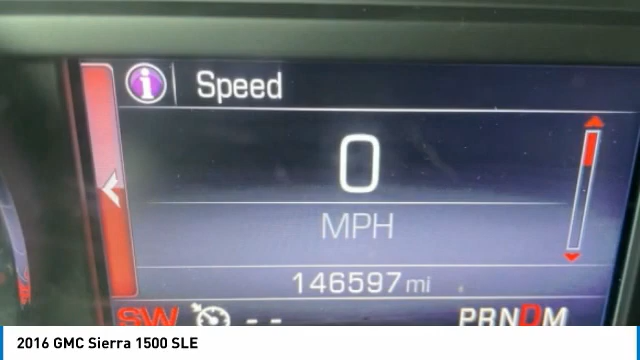 Speed
0
MPH
146597 mi
SW -- PRNDM
2016 GMC Sierra 1500 SLE